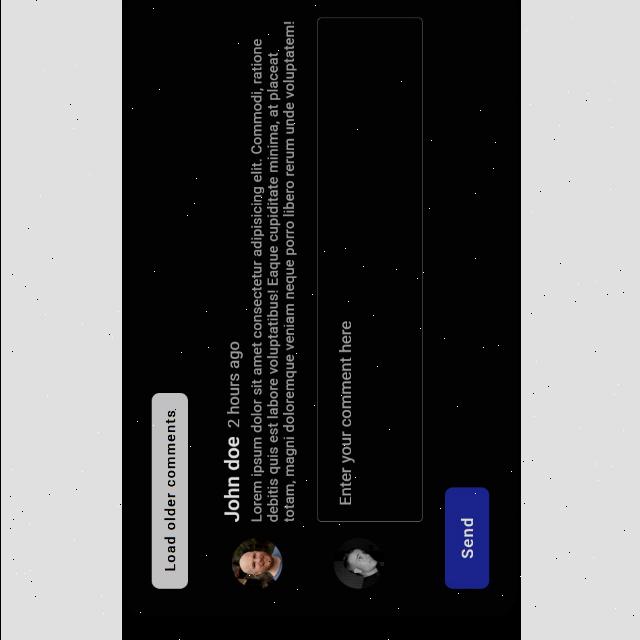 Load older comments
John doe 2 hours ago
Lorem ipsum dolor sit amet consectetur adipisicing elit. Commodi, ratione
debitis quis est labore voluptatibus! Eaque cupiditate minima, at placeat
totam, magni doloremque veniam neque porro libero rerum unde voluptatem!
Enter your comment here
Send